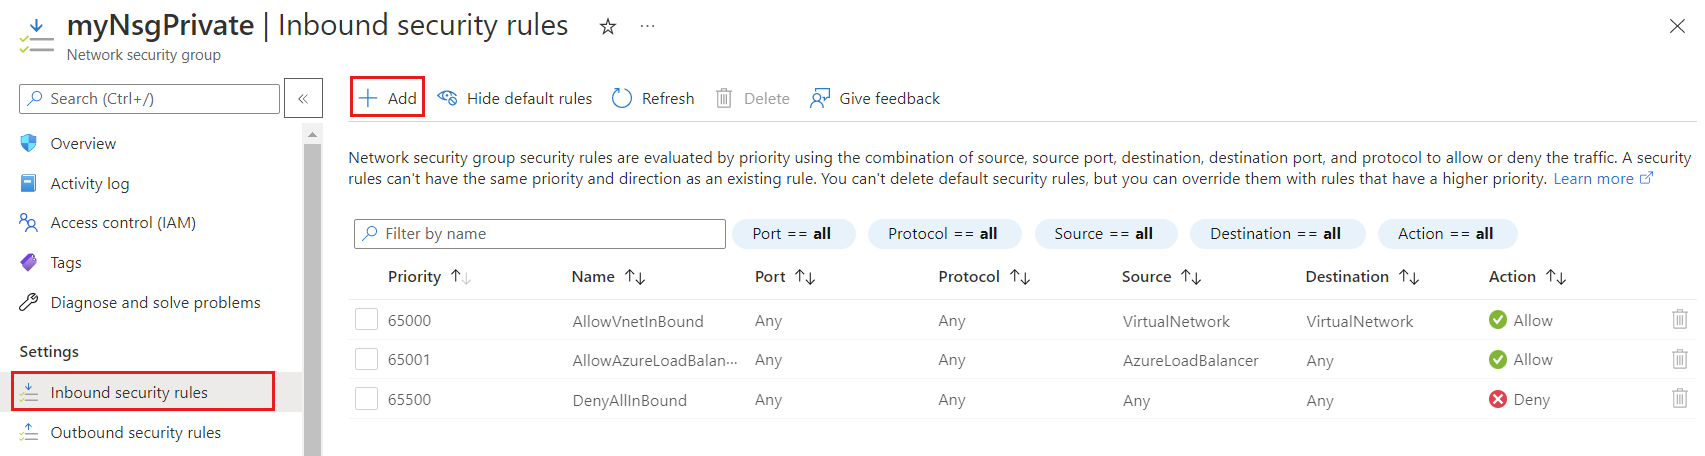 myNsgPrivate | Inbound security rules ☆ ···
Network security group
Search (Ctrl+/) «
Add Hide default rules Refresh Delete Give feedback
Overview
Activity log
Access control (IAM)
Tags
Diagnose and solve problems
Settings
Inbound security rules
Outbound security rules
Network security group security rules are evaluated by priority using the combination of source, source port, destination, destination port, and protocol to allow or deny the traffic. A security
rules can't have the same priority and direction as an existing rule. You can't delete default security rules, but you can override them with rules that have a higher priority. Learn more
Filter by name Port == all Protocol == all Source == all Destination == all Action == all
Priority ↑↓ Name ↑↓ Port ↑↓ Protocol ↑↓ Source ↑↓ Destination ↑↓ Action ↑↓
65000 AllowVnetInBound Any Any VirtualNetwork VirtualNetwork Allow
65001 AllowAzureLoadBalan··· Any Any AzureLoadBalancer Any Allow
65500 DenyAllInBound Any Any Any Any Deny